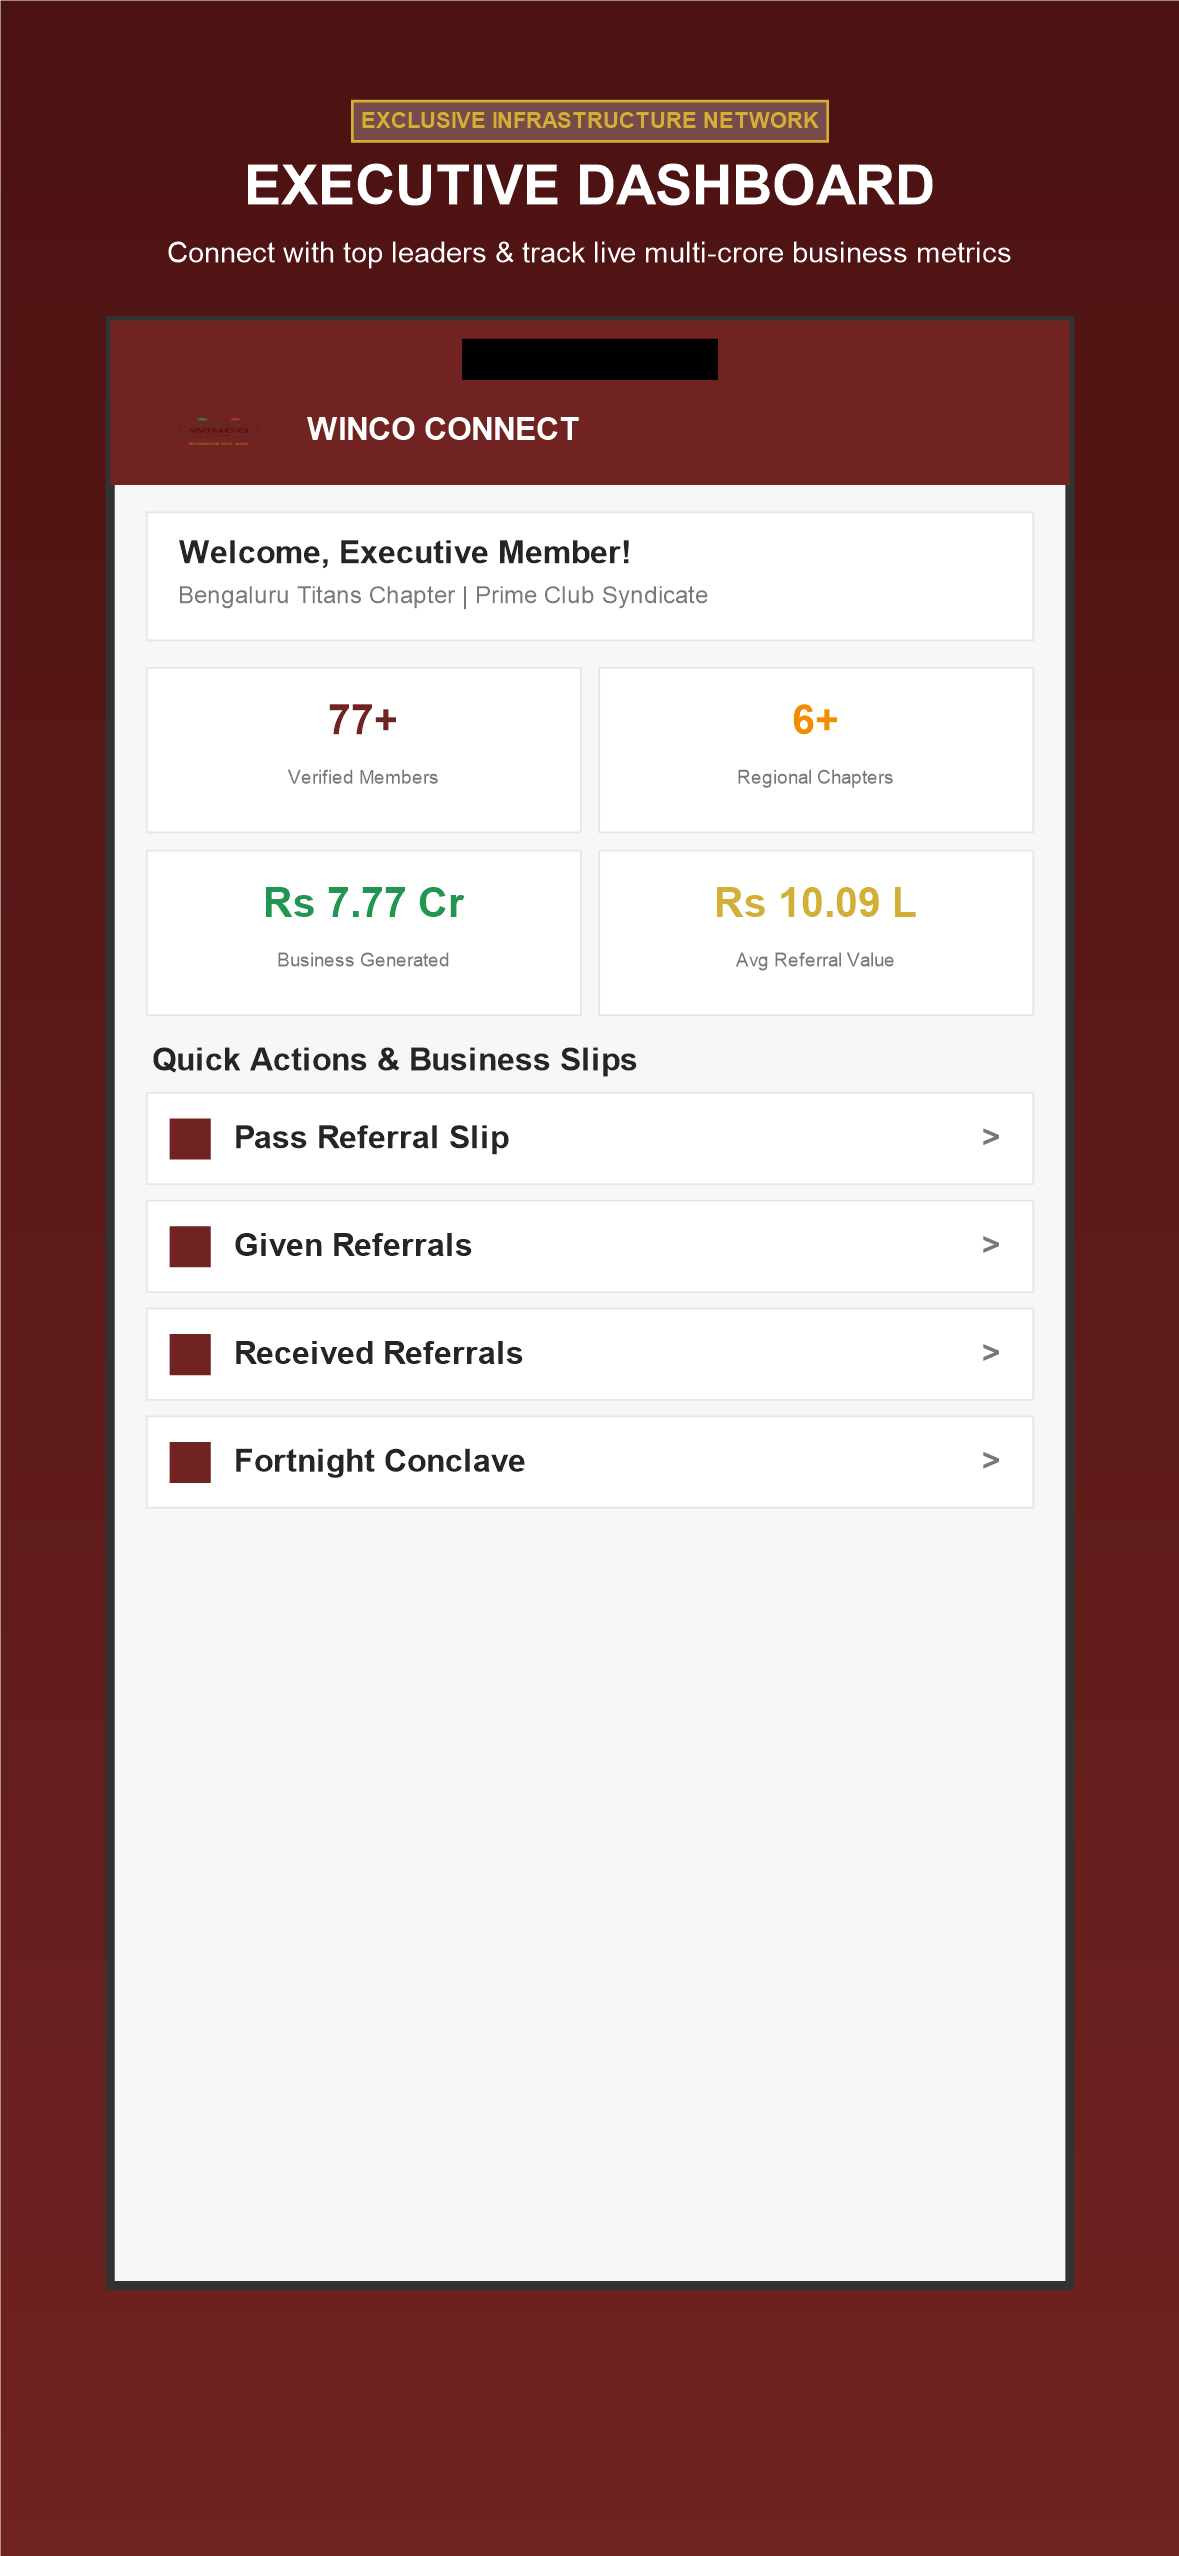 EXCLUSIVE INFRASTRUCTURE NETWORK
EXECUTIVE DASHBOARD
Connect with top leaders & track live multi-crore business metrics
WINCO
WINCO CONNECT
Welcome, Executive Member!
Bengaluru Titans Chapter | Prime Club Syndicate
77+
Verified Members
6+
Regional Chapters
Rs 7.77 Cr
Business Generated
Rs 10.09 L
Avg Referral Value
Quick Actions & Business Slips
Pass Referral Slip >
Given Referrals >
Received Referrals >
Fortnight Conclave >